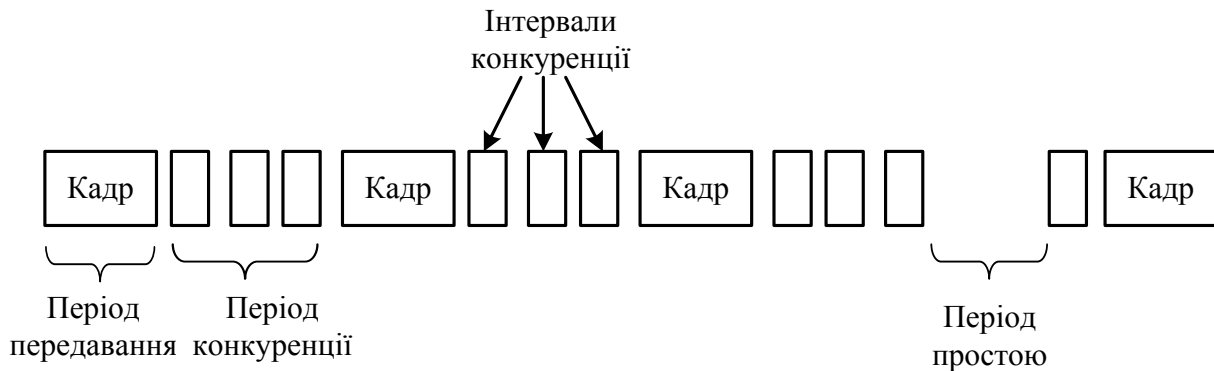 Інтервали
конкуренції
Кадр Кадр Кадр Кадр
Період
передавання
Період
конкуренції
Період
простою